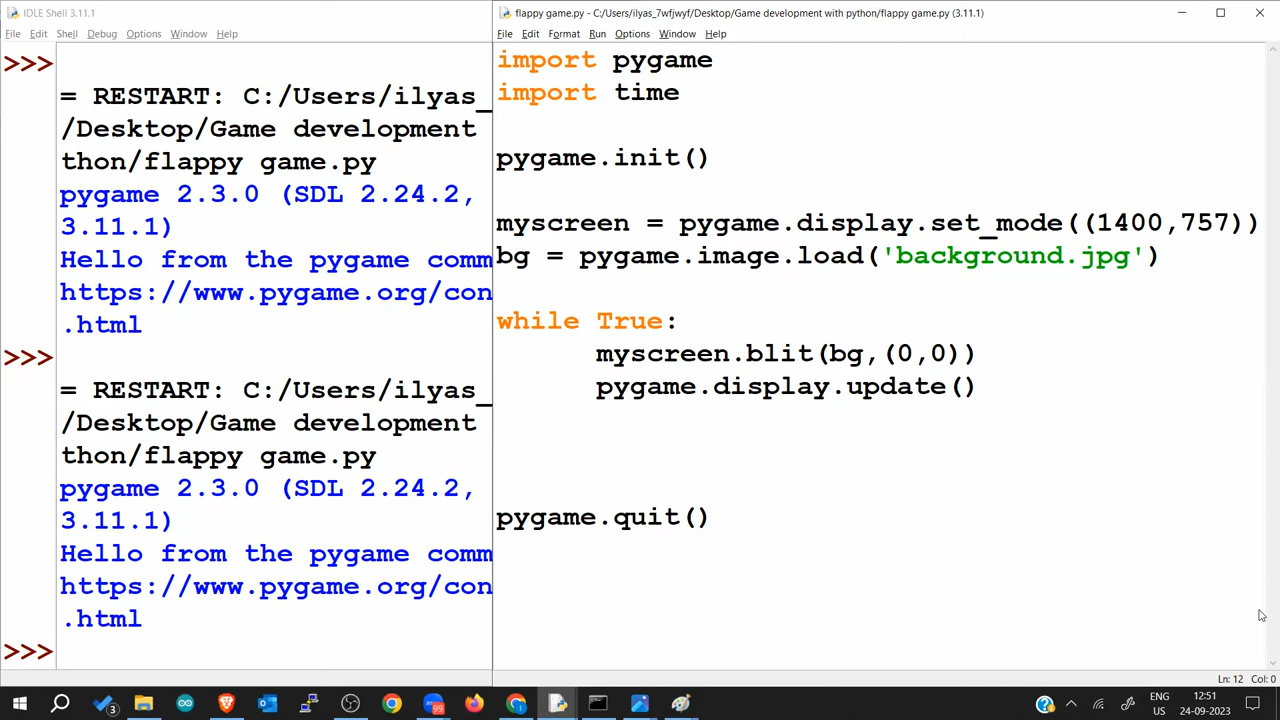 IDLE Shell 3.11.1
File Edit Shell Debug Options Window Help
>>>
= RESTART: C:/Users/ilyas_
/Desktop/Game development
thon/flappy game.py
pygame 2.3.0 (SDL 2.24.2,
3.11.1)
Hello from the pygame comm
https://www.pygame.org/con
.html
>>>
= RESTART: C:/Users/ilyas_
/Desktop/Game development
thon/flappy game.py
pygame 2.3.0 (SDL 2.24.2,
3.11.1)
Hello from the pygame comm
https://www.pygame.org/con
.html
>>>
flappy game.py - C:/Users/ilyas_7wfjwyf/Desktop/Game development with python/flappy game.py (3.11.1)
File Edit Format Run Options Window Help
import pygame
import time
pygame.init()
myscreen = pygame.display.set_mode((1400,757))
bg = pygame.image.load('background.jpg')
while True:
myscreen.blit(bg,(0,0))
pygame.display.update()
pygame.quit()
Ln: 12 Col: 0
3
99
ENG
US
12:51
24-09-2023